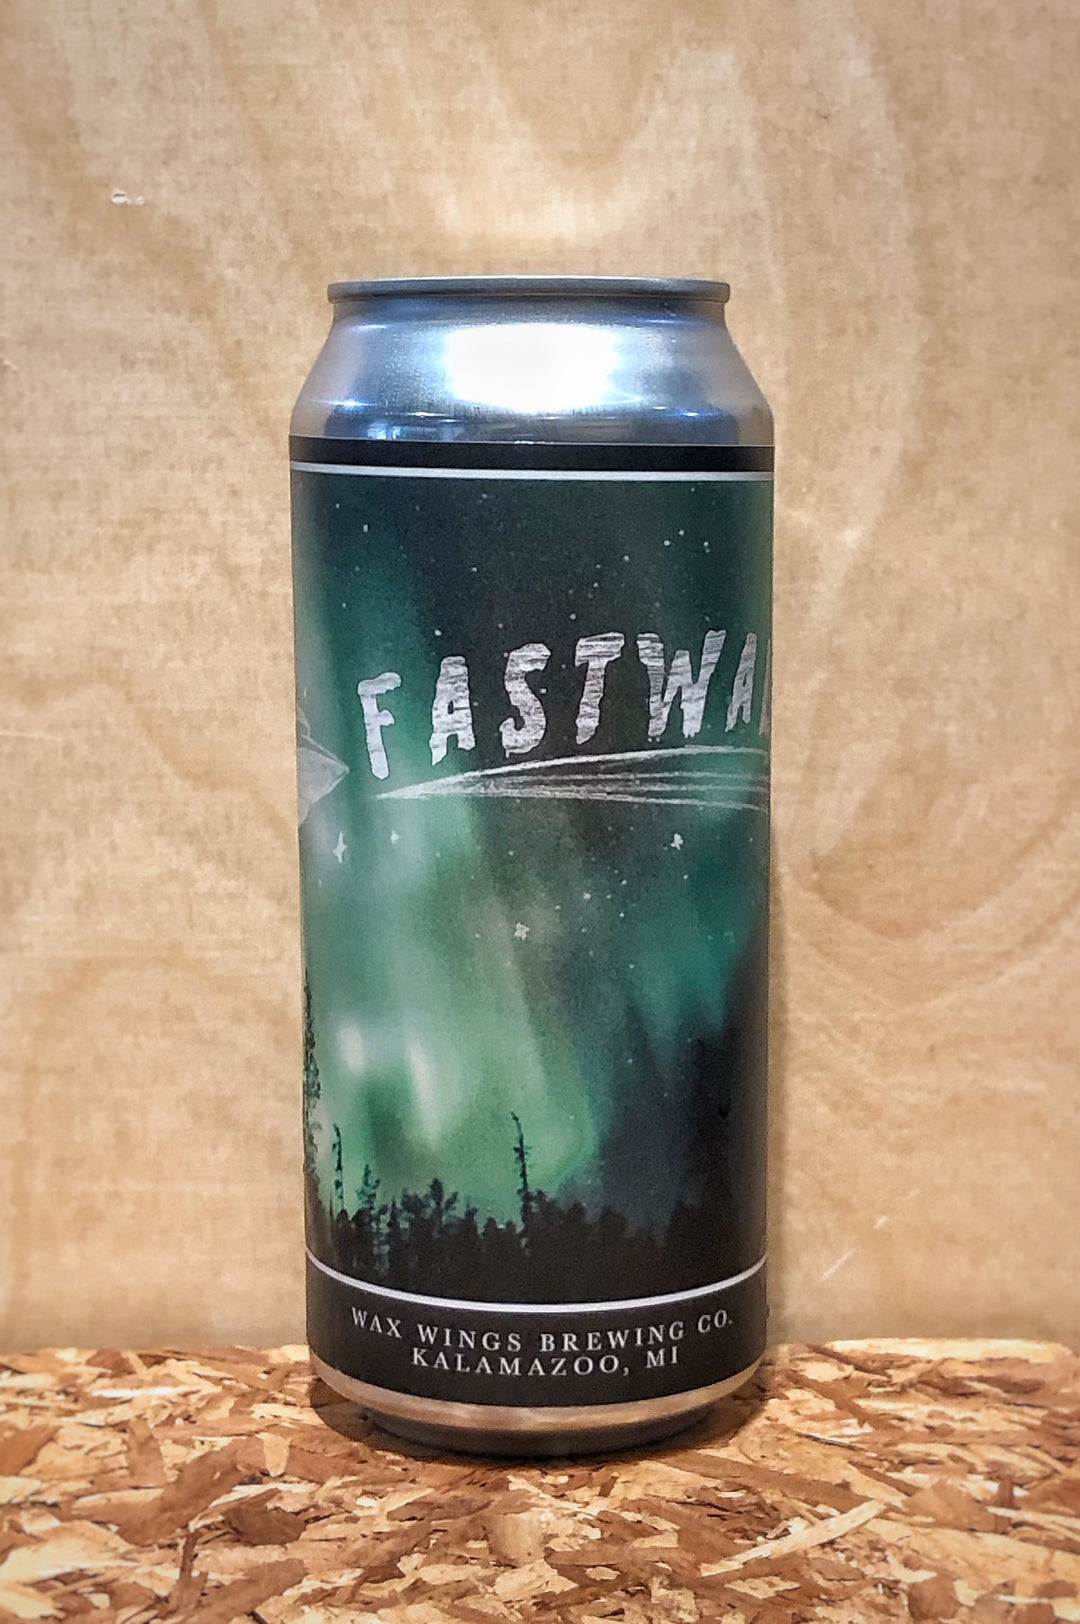 FASTWA
WAX WINGS BREWING CO.
KALAMAZOO, MI